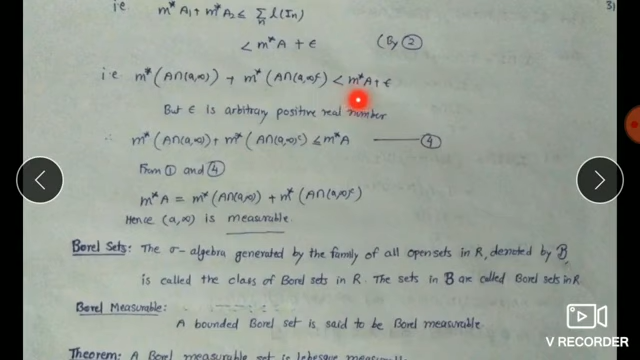 i.e. m* A₁ + m* A₂ ≤ Σ l(In)
n
< m* A + ϵ (By ②)
i.e. m* (A∩(a,∞)) + m* (A∩(a,∞)ᶜ) < m*A + ϵ
But ϵ is arbitrary positive real number
∴ m* (A∩(a,∞)) + m* (A∩(a,∞)ᶜ) ≤ m*A —— ④
From ① and ④
m*A = m* (A∩(a,∞)) + m* (A∩(a,∞)ᶜ)
Hence (a,∞) is measurable.
Borel Sets: The σ- algebra generated by the family of all open sets in R, denoted by B,
is called the class of Borel sets in R. The sets in B are called Borel sets in R
Borel Measurable:
A bounded Borel set is said to be Borel measurable
Theorem: A Borel measurable set is lebesgue
V RECORDER